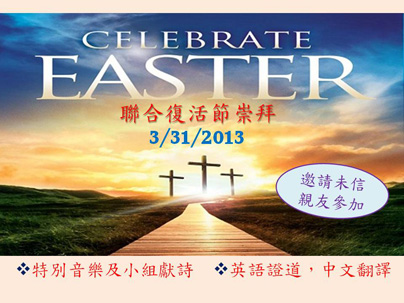 CELEBRATE
EASTER
聯合復活節崇拜
3/31/2013
邀請未信
親友參加
❖特別音樂及小組獻詩 ❖英語證道，中文翻譯